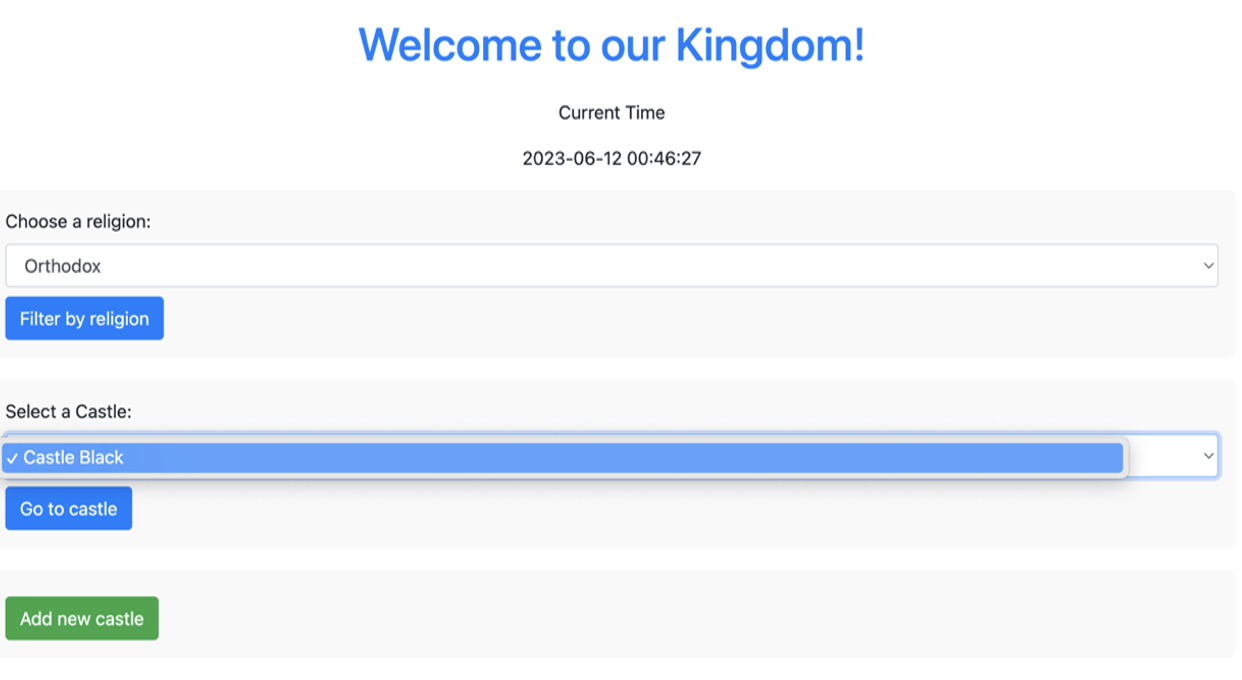 Welcome to our Kingdom!
Current Time
2023-06-12 00:46:27
Choose a religion:
Orthodox
Filter by religion
Select a Castle:
✓ Castle Black
Go to castle
Add new castle